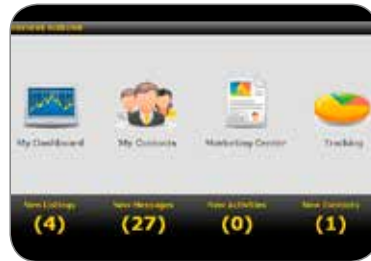 My Dashboard My Contacts Marketing Center Tracking
New Listings New Messages New Activities New Contacts
(4) (27) (0) (1)